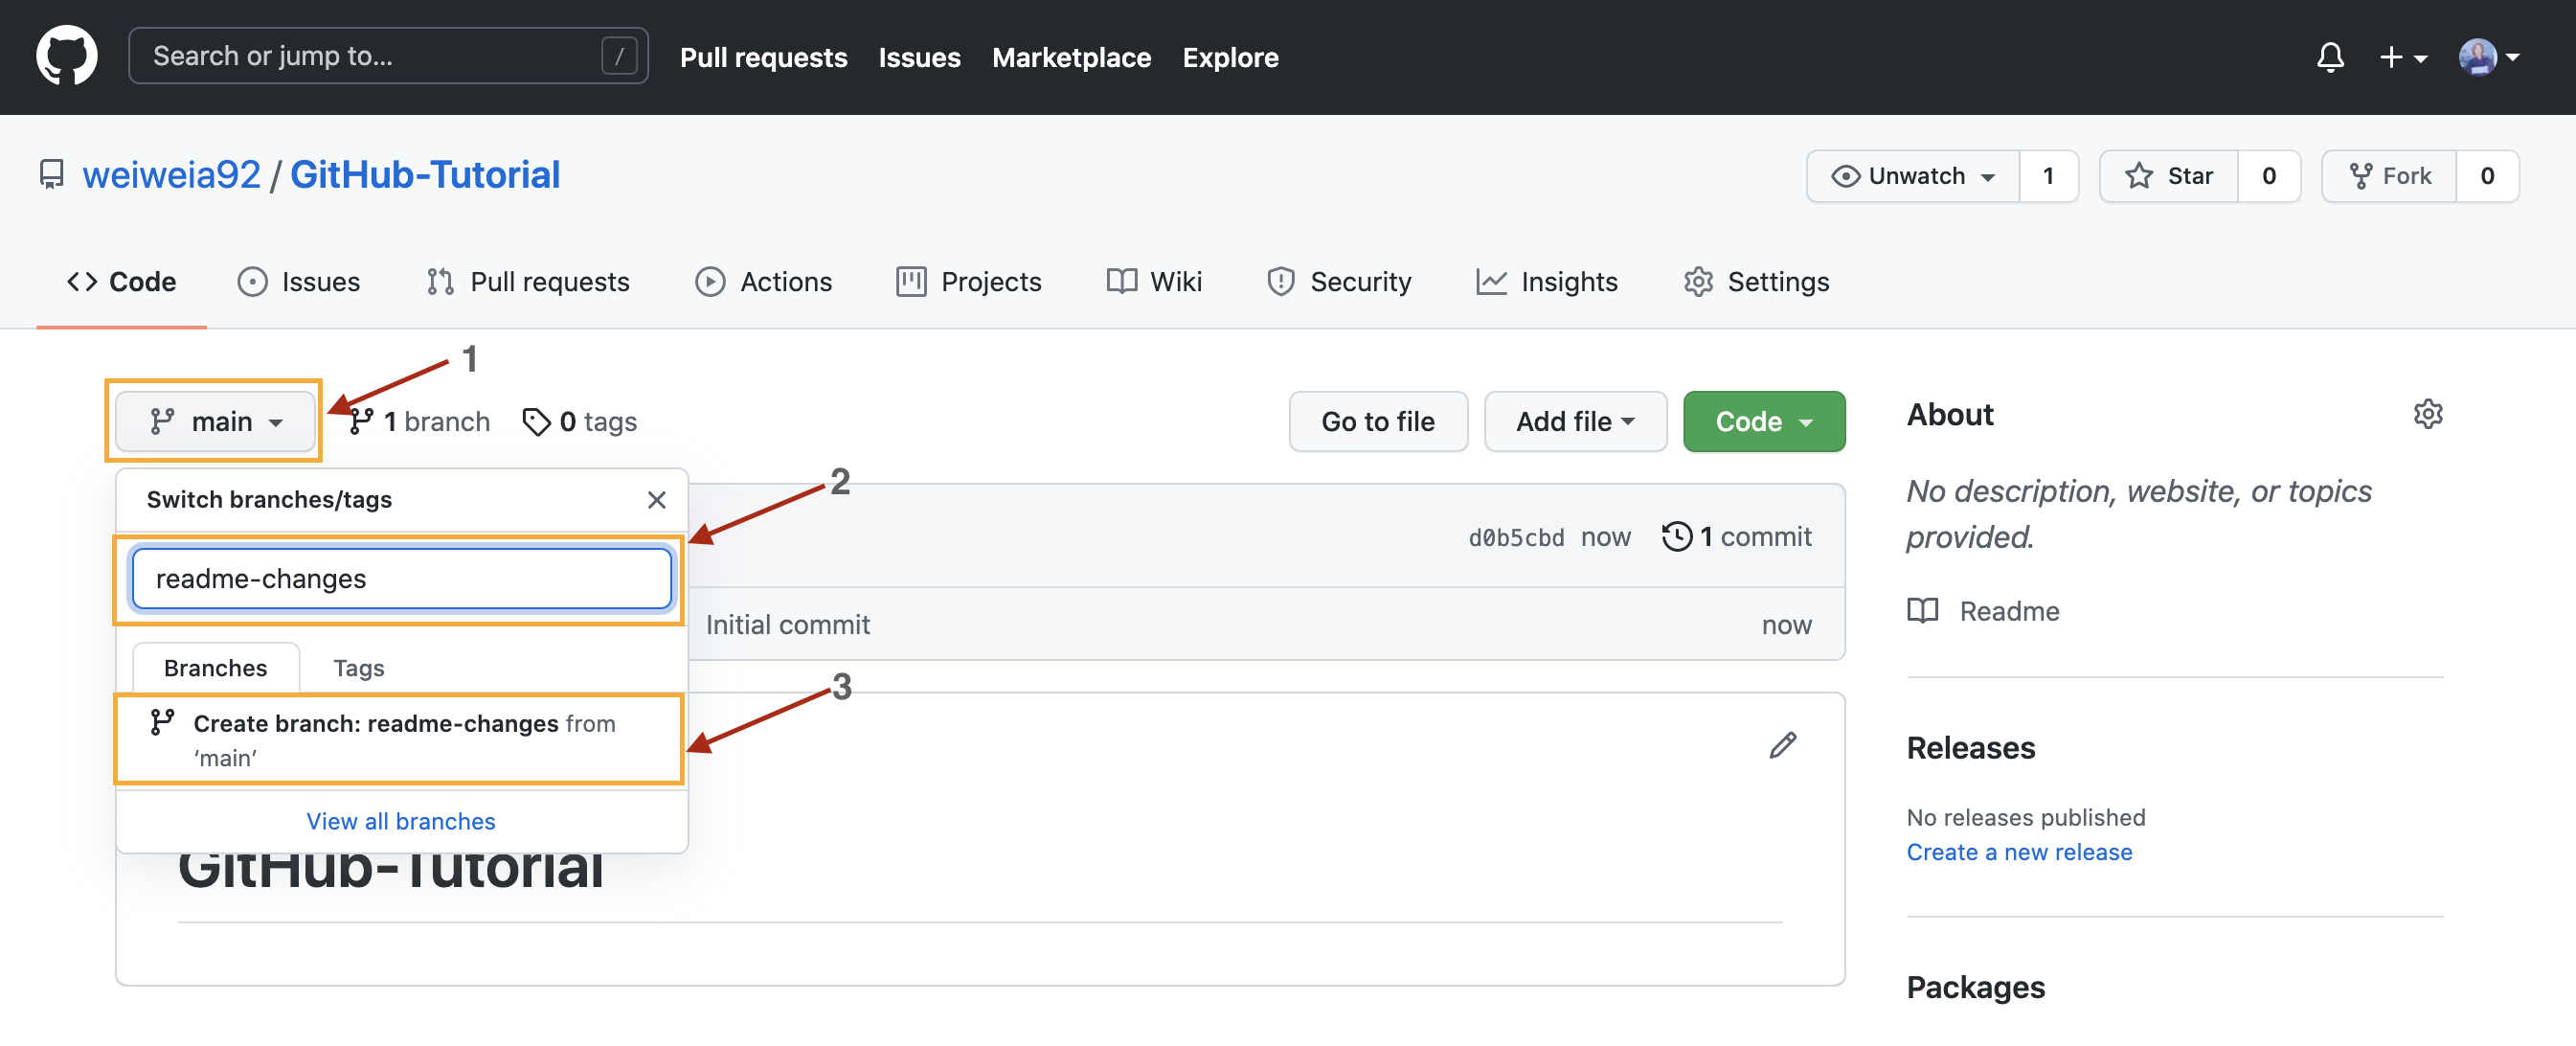 Search or jump to... / Pull requests Issues Marketplace Explore
weiweia92 / GitHub-Tutorial Unwatch 1 Star 0 Fork 0
Code Issues Pull requests Actions Projects Wiki Security Insights Settings
1
main 1 branch 0 tags Go to file Add file Code
About
2
Switch branches/tags
No description, website, or topics
provided.
d0b5cbd now 1 commit
readme-changes
Readme
Initial commit now
Branches Tags
3
Create branch: readme-changes from
‘main’
Releases
View all branches
No releases published
Create a new release
GitHub-Tutorial
Packages